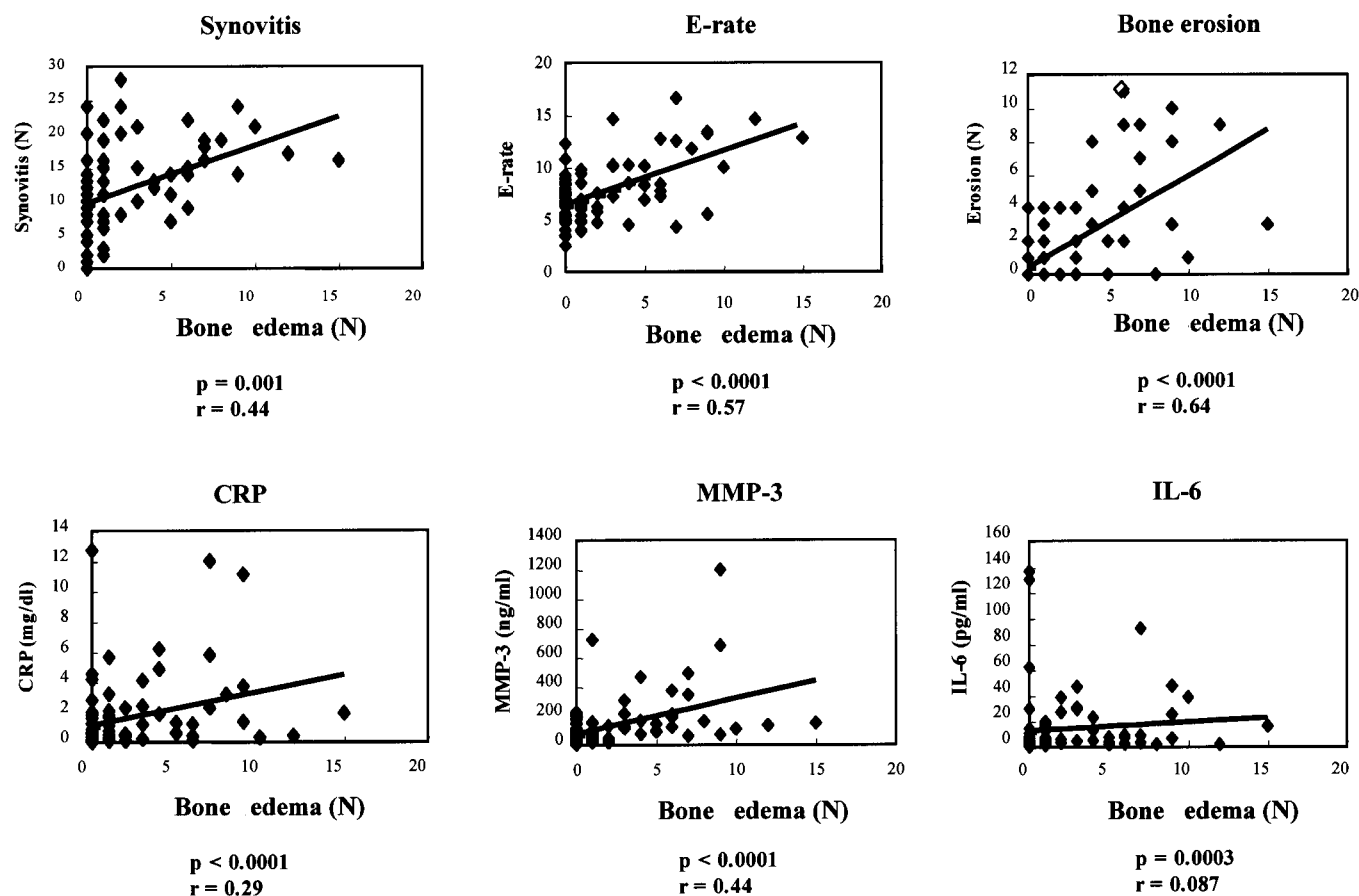 Synovitis
E-rate
Bone erosion
Synovitis (N)
30
25
20
15
10
5
0
0
5
10
15
20
Bone edema (N)
p = 0.001
r = 0.44
E-rate
20
15
10
5
0
0
5
10
15
20
Bone edema (N)
p < 0.0001
r = 0.57
Erosion (N)
12
10
8
6
4
2
0
0
5
10
15
20
Bone edema (N)
p < 0.0001
r = 0.64
CRP
MMP-3
IL-6
CRP (mg/dl)
14
12
10
8
6
4
2
0
0
5
10
15
20
Bone edema (N)
p < 0.0001
r = 0.29
MMP-3 (ng/ml)
1400
1200
1000
800
600
400
200
0
0
5
10
15
20
Bone edema (N)
p < 0.0001
r = 0.44
IL-6 (pg/ml)
160
140
120
100
80
60
40
20
0
0
5
10
15
20
Bone edema (N)
p = 0.0003
r = 0.087